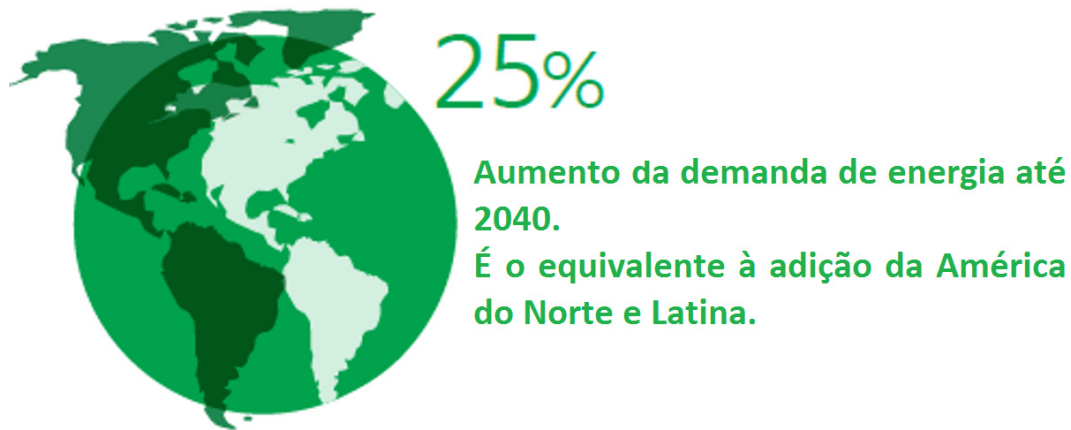 25%
Aumento da demanda de energia até
2040.
É o equivalente à adição da América
do Norte e Latina.